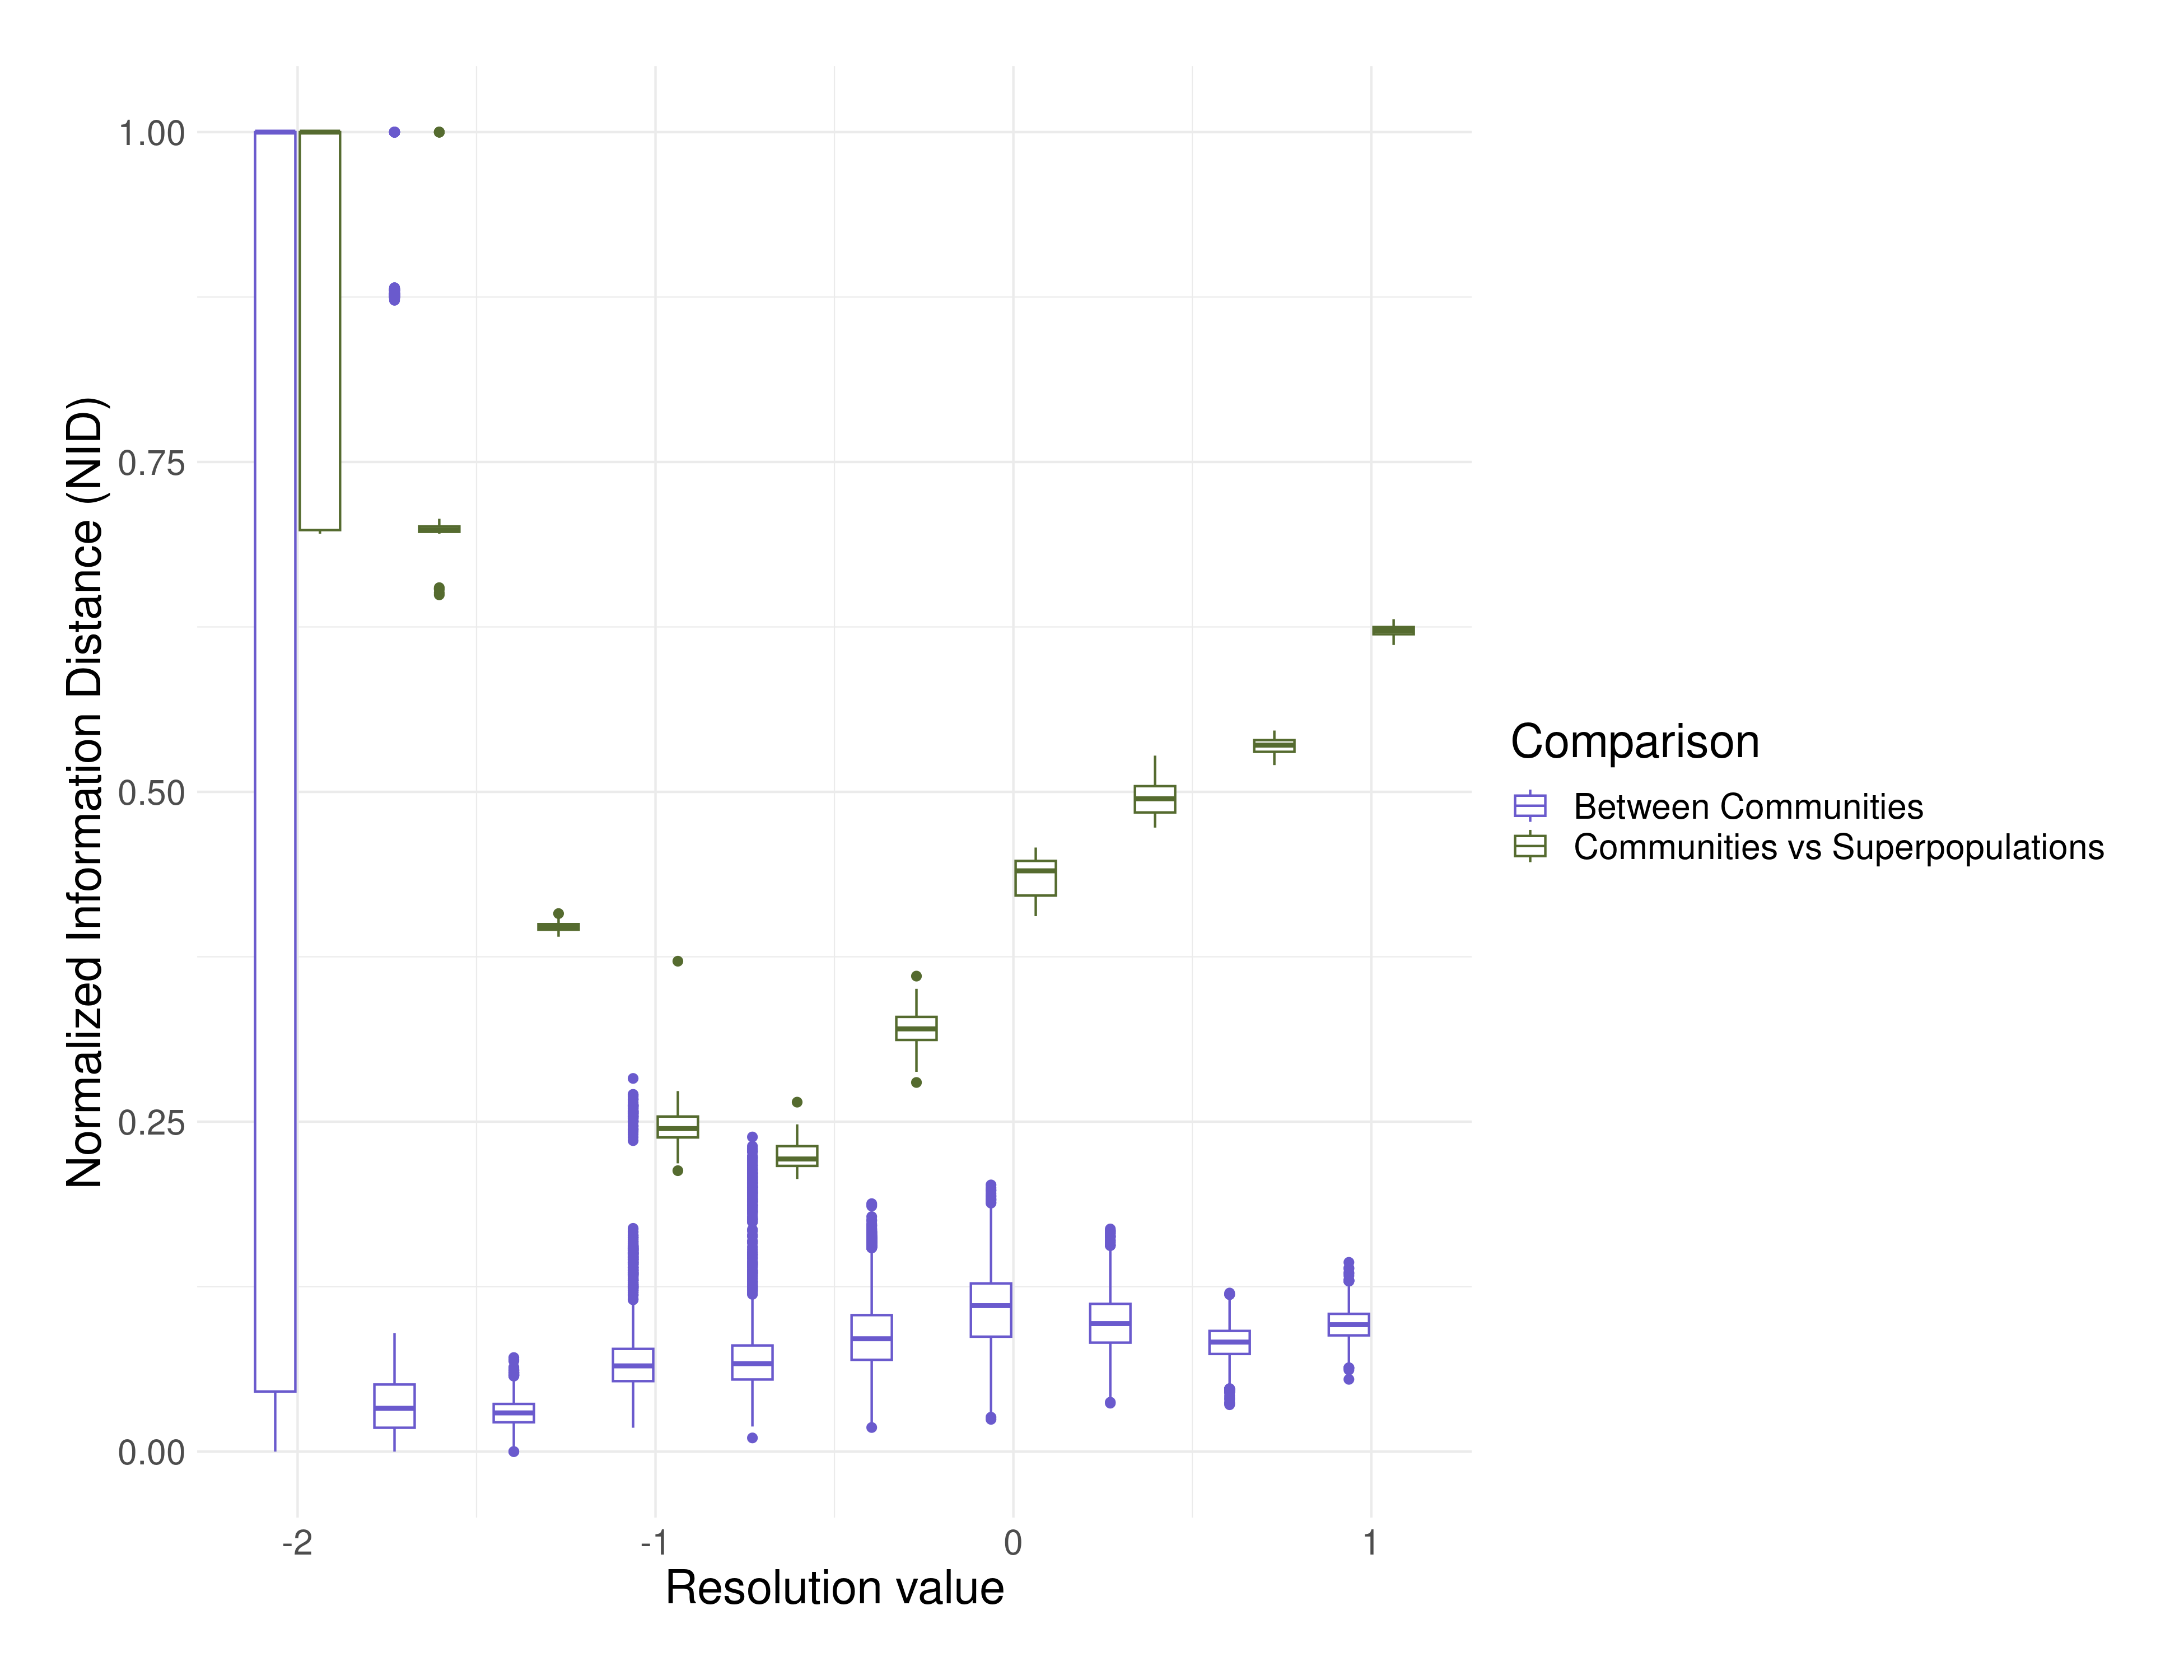 Normalized Information Distance (NID)
1.00
0.75
0.50
0.25
0.00
-2
-1
0
1
Resolution value
Comparison
Between Communities
Communities vs Superpopulations